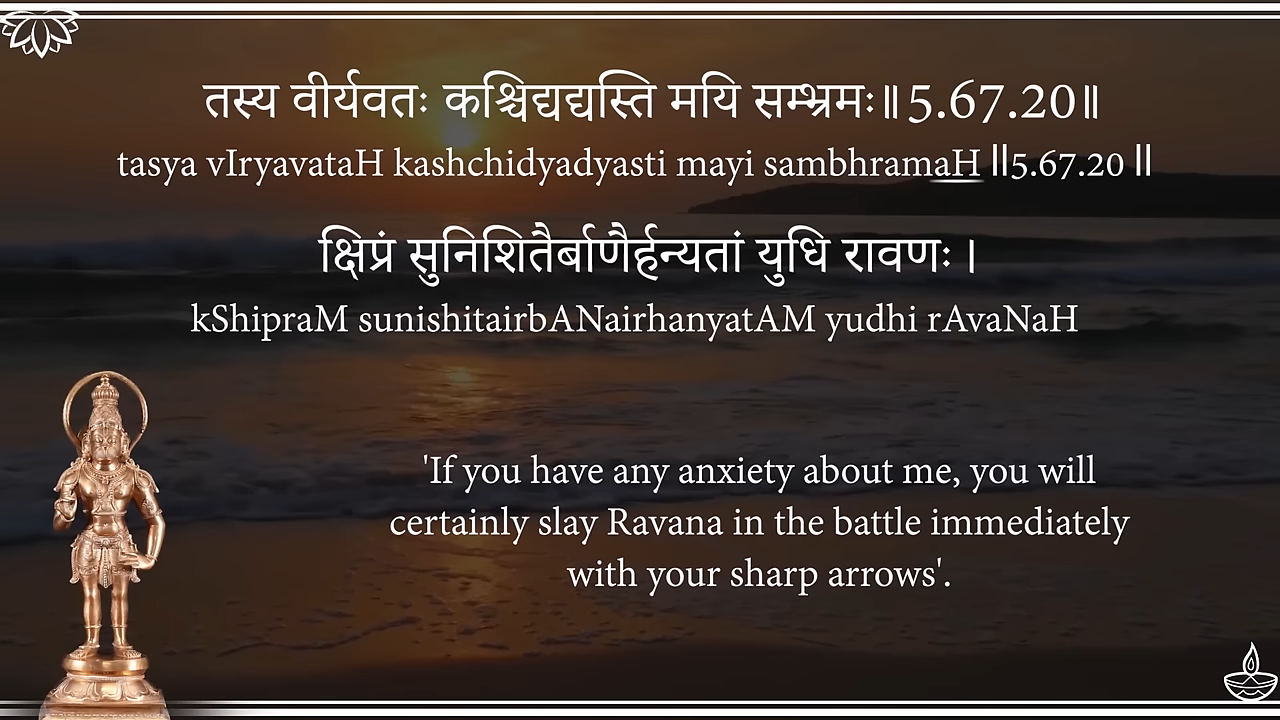 तस्य वीर्यवतः कश्चिद्यद्यस्ति मयि सम्भ्रमः॥5.67.20॥
tasya vIryavataH kashchidyadyasti mayi sambhramaH ||5.67.20 ||
क्षिप्रं सुनिशितैर्बाणैर्हन्यतां युधि रावणः ।
kShipraM sunishitairbANairhanyatAM yudhi rAvaNaH
'If you have any anxiety about me, you will
certainly slay Ravana in the battle immediately
with your sharp arrows'.